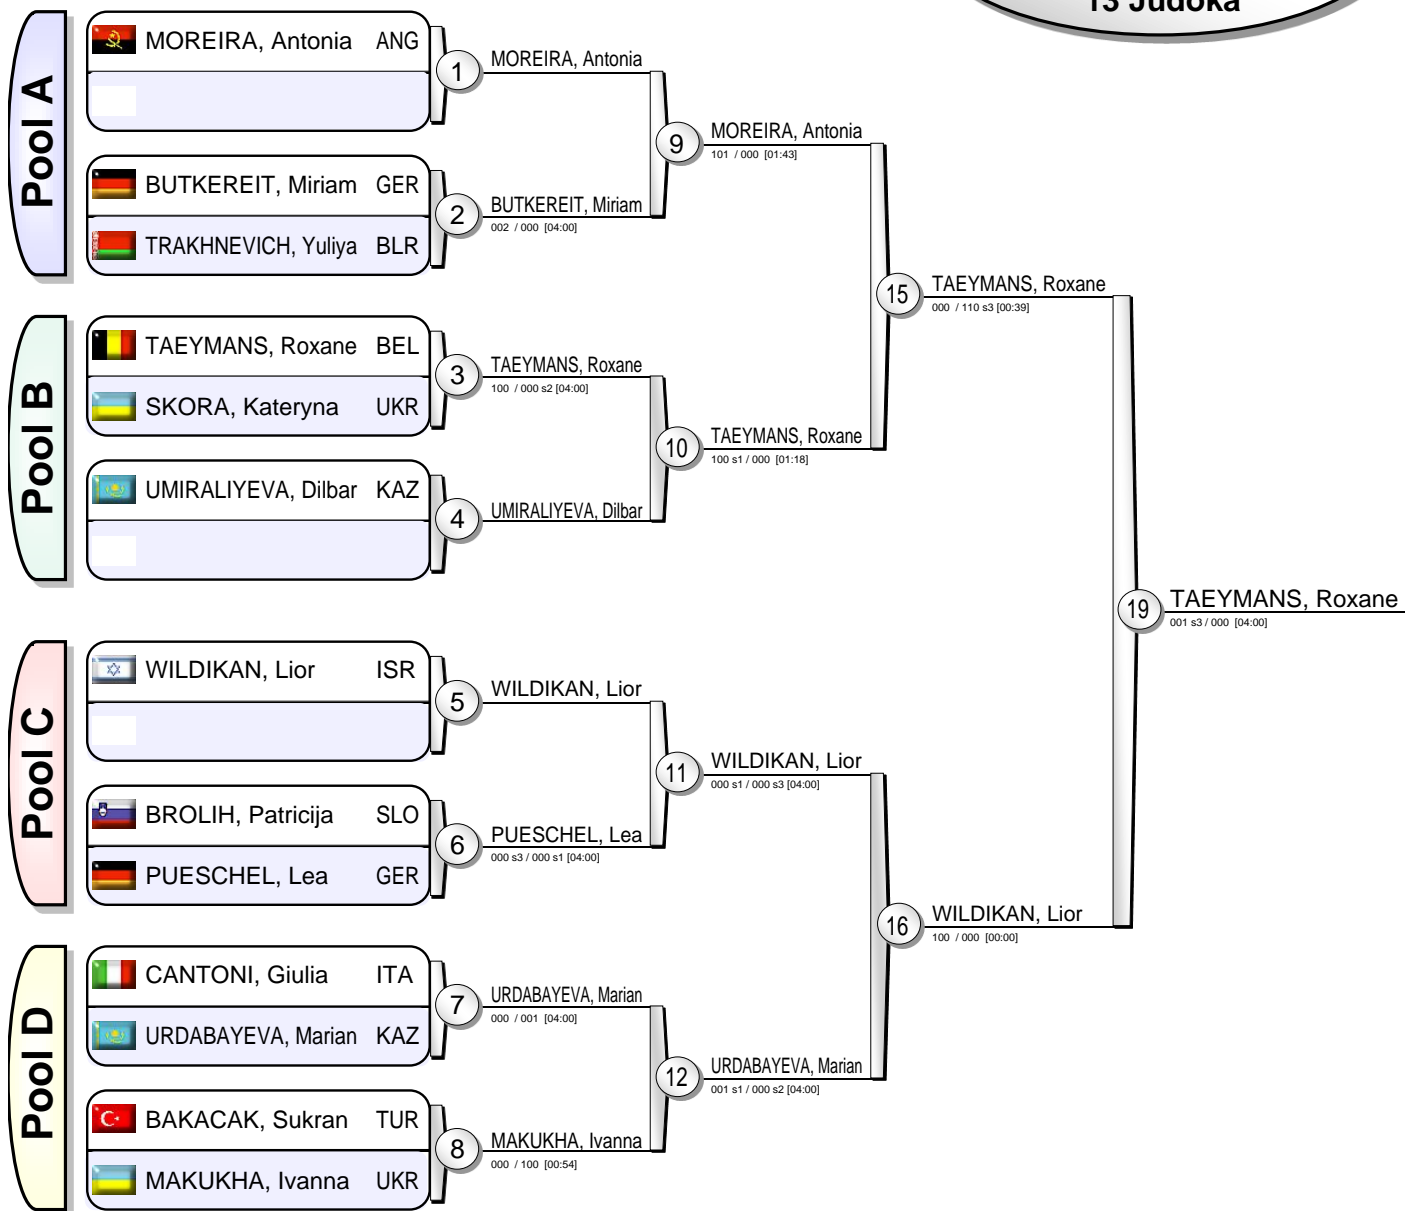 13 Judoka
Pool A
MOREIRA, Antonia ANG
BUTKEREIT, Miriam GER
TRAKHNEVICH, Yuliya BLR
1
MOREIRA, Antonia
2
BUTKEREIT, Miriam
002 / 000 [04:00]
9
MOREIRA, Antonia
101 / 000 [01:43]
Pool B
TAEYMANS, Roxane BEL
SKORA, Kateryna UKR
UMIRALIYEVA, Dilbar KAZ
3
TAEYMANS, Roxane
100 / 000 s2 [04:00]
4
UMIRALIYEVA, Dilbar
10
TAEYMANS, Roxane
100 s1 / 000 [01:18]
15
TAEYMANS, Roxane
000 / 110 s3 [00:39]
Pool C
WILDIKAN, Lior ISR
BROLIH, Patricija SLO
PUESCHEL, Lea GER
5
WILDIKAN, Lior
6
PUESCHEL, Lea
000 s3 / 000 s1 [04:00]
11
WILDIKAN, Lior
000 s1 / 000 s3 [04:00]
Pool D
CANTONI, Giulia ITA
URDABAYEVA, Marian KAZ
BAKACAK, Sukran TUR
MAKUKHA, Ivanna UKR
7
URDABAYEVA, Marian
000 / 001 [04:00]
8
MAKUKHA, Ivanna
000 / 100 [00:54]
12
URDABAYEVA, Marian
001 s1 / 000 s2 [04:00]
16
WILDIKAN, Lior
100 / 000 [00:00]
19
TAEYMANS, Roxane
001 s3 / 000 [04:00]